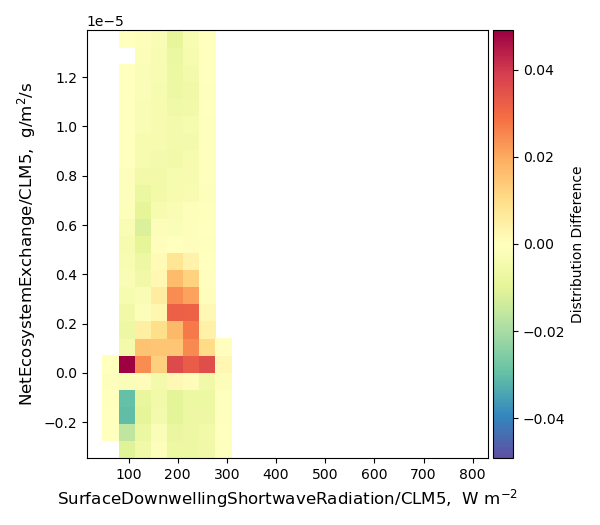 1e−5
1.2
1.0
0.8
0.6
0.4
0.2
0.0
−0.2
NetEcosystemExchange/CLM5, g/m²/s
100 200 300 400 500 600 700 800
SurfaceDownwellingShortwaveRadiation/CLM5, W m⁻²
0.04
0.02
0.00
−0.02
−0.04
Distribution Difference